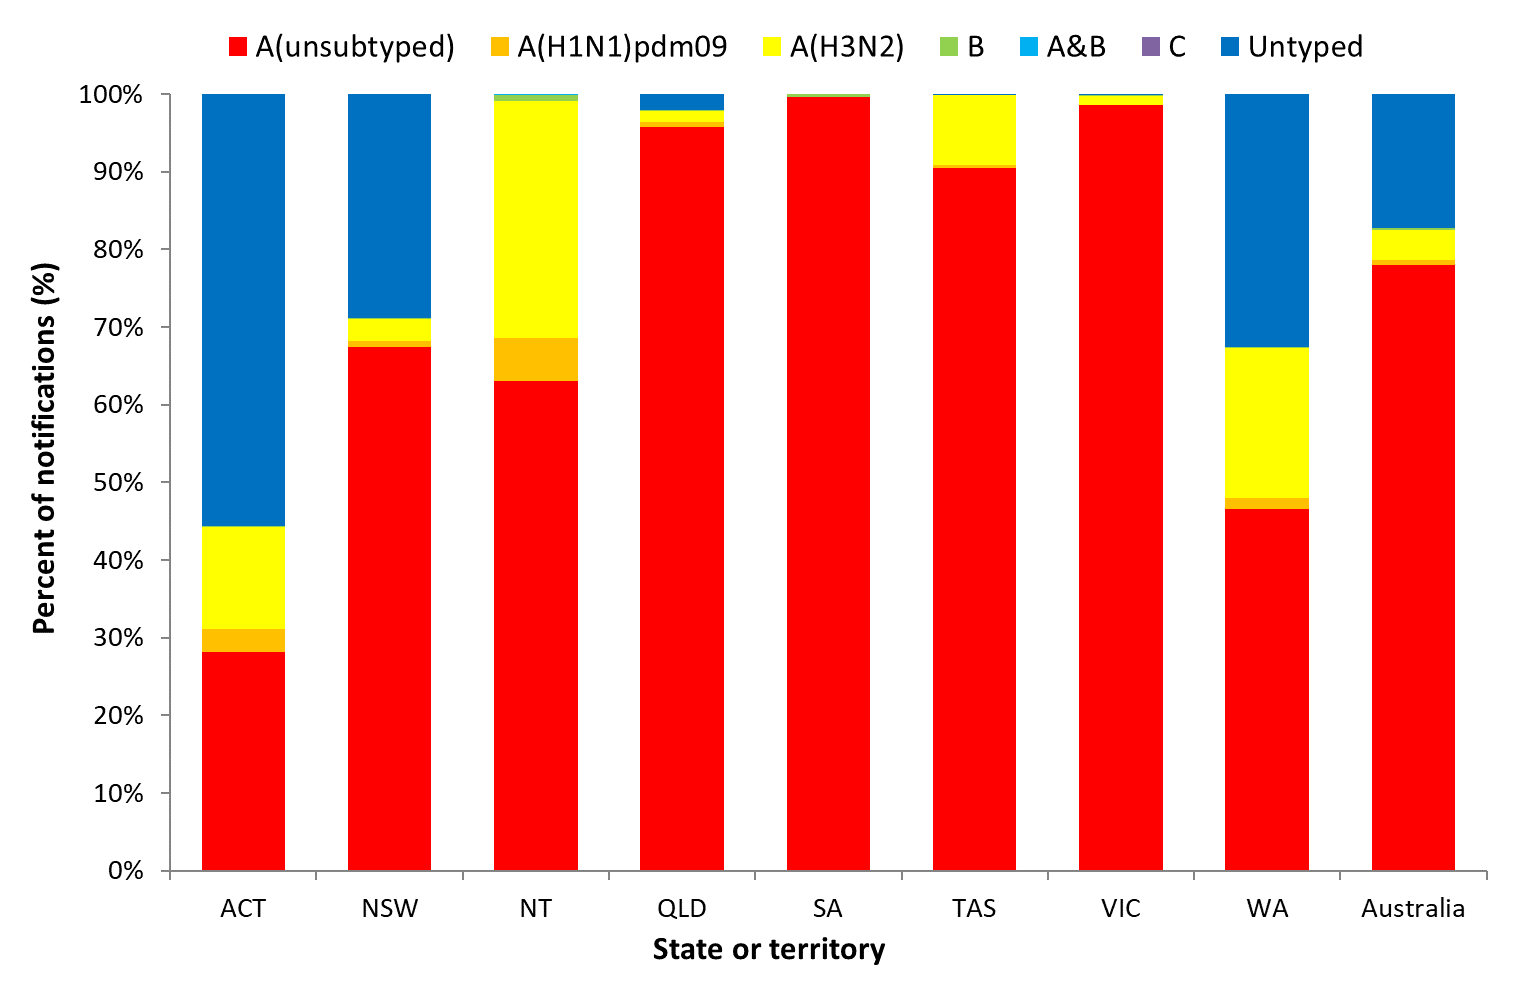 A(unsubtyped) A(H1N1)pdm09 A(H3N2) B A&B C Untyped
100%
90%
80%
70%
60%
50%
40%
30%
20%
10%
0%
Percent of notifications (%)
ACT NSW NT QLD SA TAS VIC WA Australia
State or territory